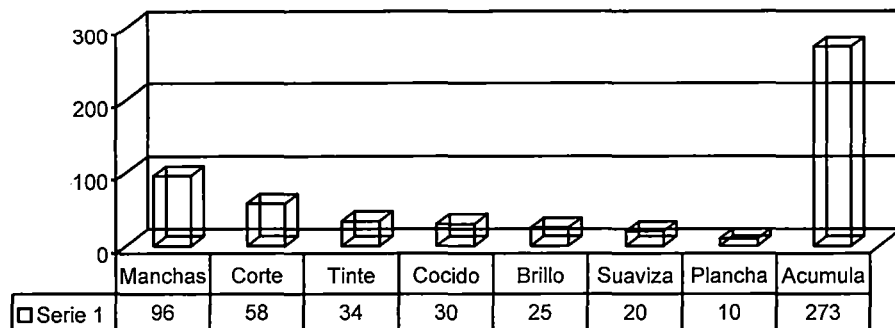 300
200
100
0
Manchas Corte Tinte Cocido Brillo Suaviza Plancha Acumula
Serie 1 96 58 34 30 25 20 10 273